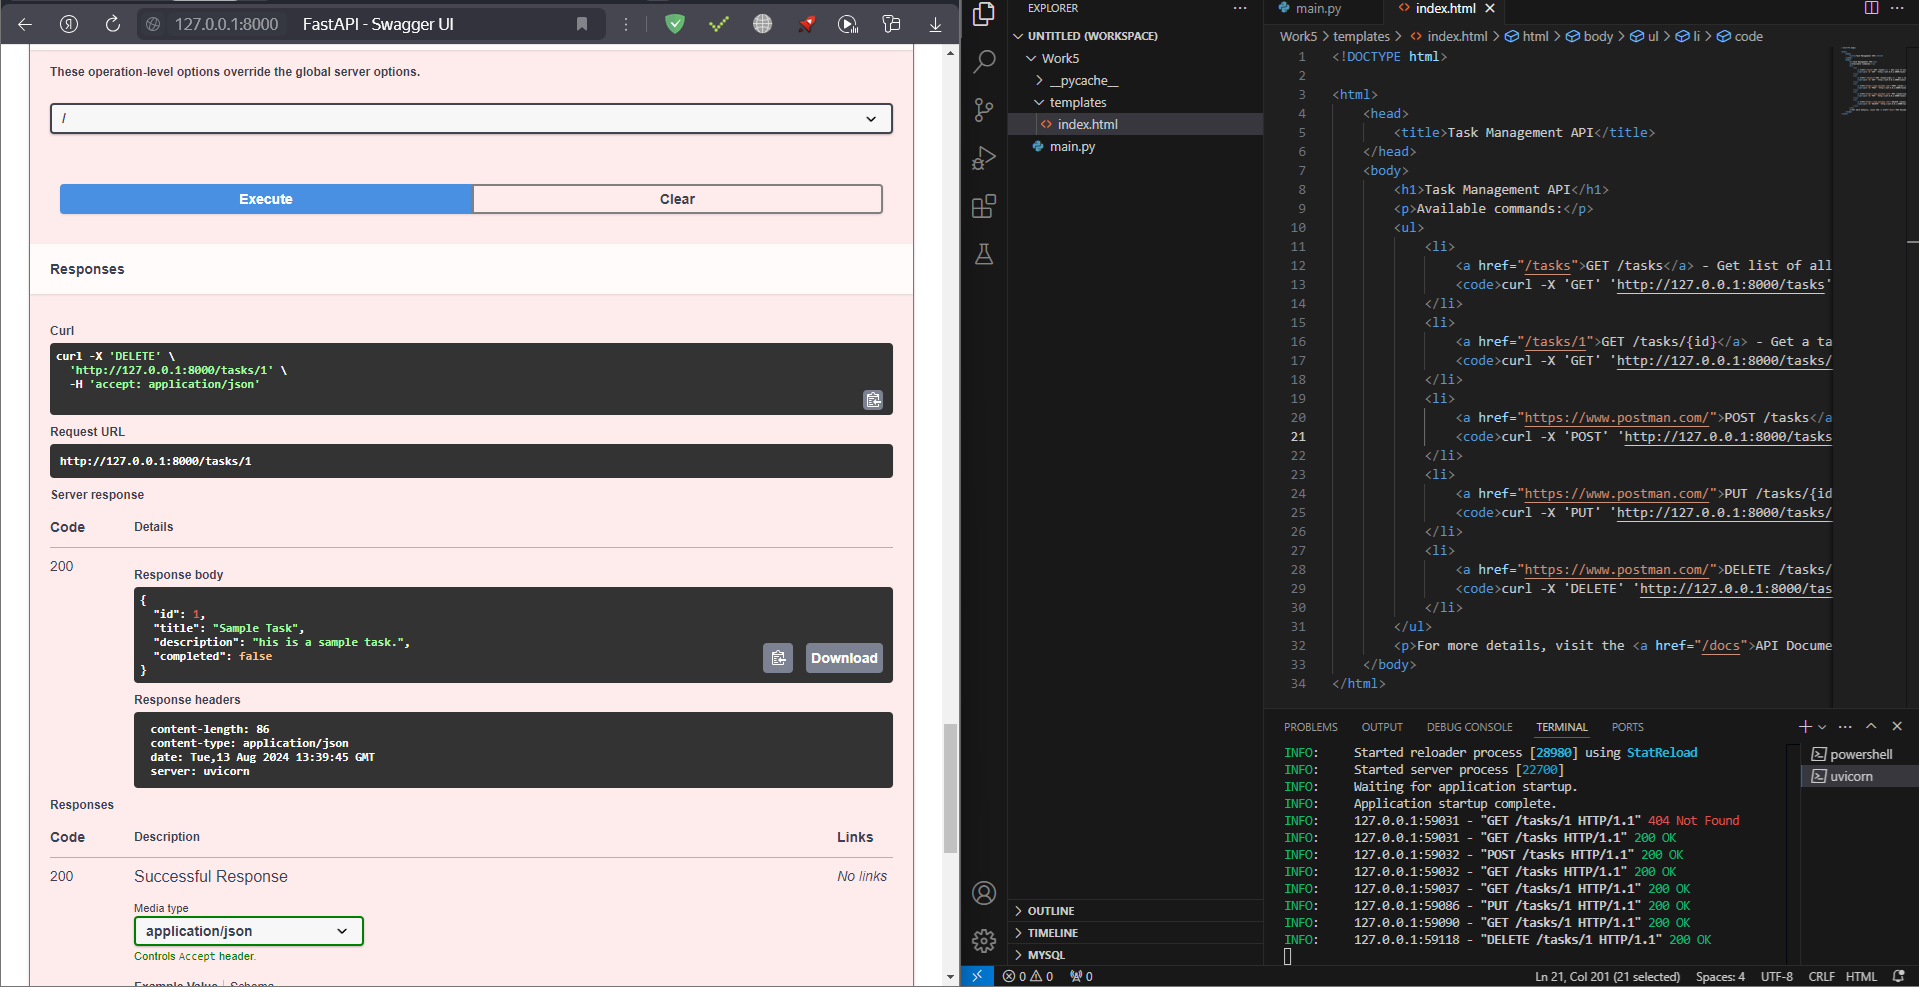 127.0.0.1:8000 FastAPI - Swagger UI
These operation-level options override the global server options.
/
Execute Clear
Responses
Curl
curl -X 'DELETE' \
'http://127.0.0.1:8000/tasks/1' \
-H 'accept: application/json'
Request URL
http://127.0.0.1:8000/tasks/1
Server response
Code Details
200
Response body
{
"id": 1,
"title": "Sample Task",
"description": "his is a sample task.",
"completed": false
}
Download
Response headers
content-length: 86
content-type: application/json
date: Tue,13 Aug 2024 13:39:45 GMT
server: uvicorn
Responses
Code Description Links
200 Successful Response No links
Media type
application/json
Controls Accept header.
Example Value Schema
EXPLORER
UNTITLED (WORKSPACE)
Work5
__pycache__
templates
index.html
main.py
OUTLINE
TIMELINE
MYSQL
main.py index.html
Work5 > templates > index.html > html > body > ul > li > code
1 <!DOCTYPE html>
2
3 <html>
4 <head>
5 <title>Task Management API</title>
6 </head>
7 <body>
8 <h1>Task Management API</h1>
9 <p>Available commands:</p>
10 <ul>
11 <li>
12 <a href="/tasks">GET /tasks</a> - Get list of all
13 <code>curl -X 'GET' 'http://127.0.0.1:8000/tasks'
14 </li>
15 <li>
16 <a href="/tasks/1">GET /tasks/{id}</a> - Get a ta
17 <code>curl -X 'GET' 'http://127.0.0.1:8000/tasks/
18 </li>
19 <li>
20 <a href="https://www.postman.com/">POST /tasks</a
21 <code>curl -X 'POST' 'http://127.0.0.1:8000/tasks
22 </li>
23 <li>
24 <a href="https://www.postman.com/">PUT /tasks/{id
25 <code>curl -X 'PUT' 'http://127.0.0.1:8000/tasks/
26 </li>
27 <li>
28 <a href="https://www.postman.com/">DELETE /tasks/
29 <code>curl -X 'DELETE' 'http://127.0.0.1:8000/tas
30 </li>
31 </ul>
32 <p>For more details, visit the <a href="/docs">API Docume
33 </body>
34 </html>
PROBLEMS OUTPUT DEBUG CONSOLE TERMINAL PORTS
INFO: Started reloader process [28980] using StatReload
INFO: Started server process [22700]
INFO: Waiting for application startup.
INFO: Application startup complete.
INFO: 127.0.0.1:59031 - "GET /tasks/1 HTTP/1.1" 404 Not Found
INFO: 127.0.0.1:59031 - "GET /tasks HTTP/1.1" 200 OK
INFO: 127.0.0.1:59032 - "POST /tasks HTTP/1.1" 200 OK
INFO: 127.0.0.1:59032 - "GET /tasks HTTP/1.1" 200 OK
INFO: 127.0.0.1:59037 - "GET /tasks/1 HTTP/1.1" 200 OK
INFO: 127.0.0.1:59086 - "PUT /tasks/1 HTTP/1.1" 200 OK
INFO: 127.0.0.1:59090 - "GET /tasks/1 HTTP/1.1" 200 OK
INFO: 127.0.0.1:59118 - "DELETE /tasks/1 HTTP/1.1" 200 OK
powershell
uvicorn
0 0 0 Ln 21, Col 201 (21 selected) Spaces: 4 UTF-8 CRLF HTML